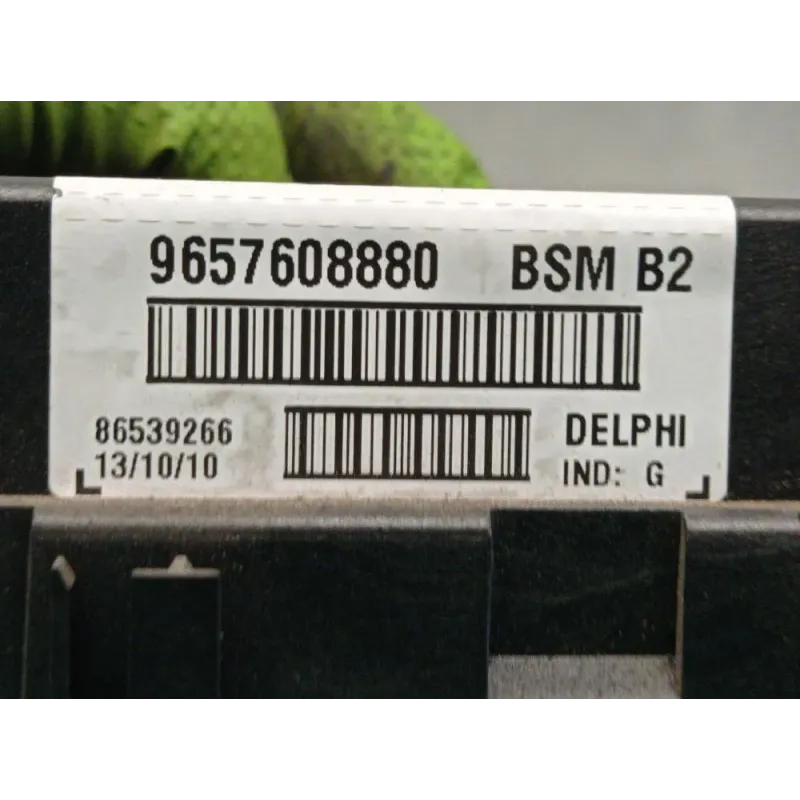 9657608880 BSM B2
86539266 DELPHI
13/10/10 IND: G